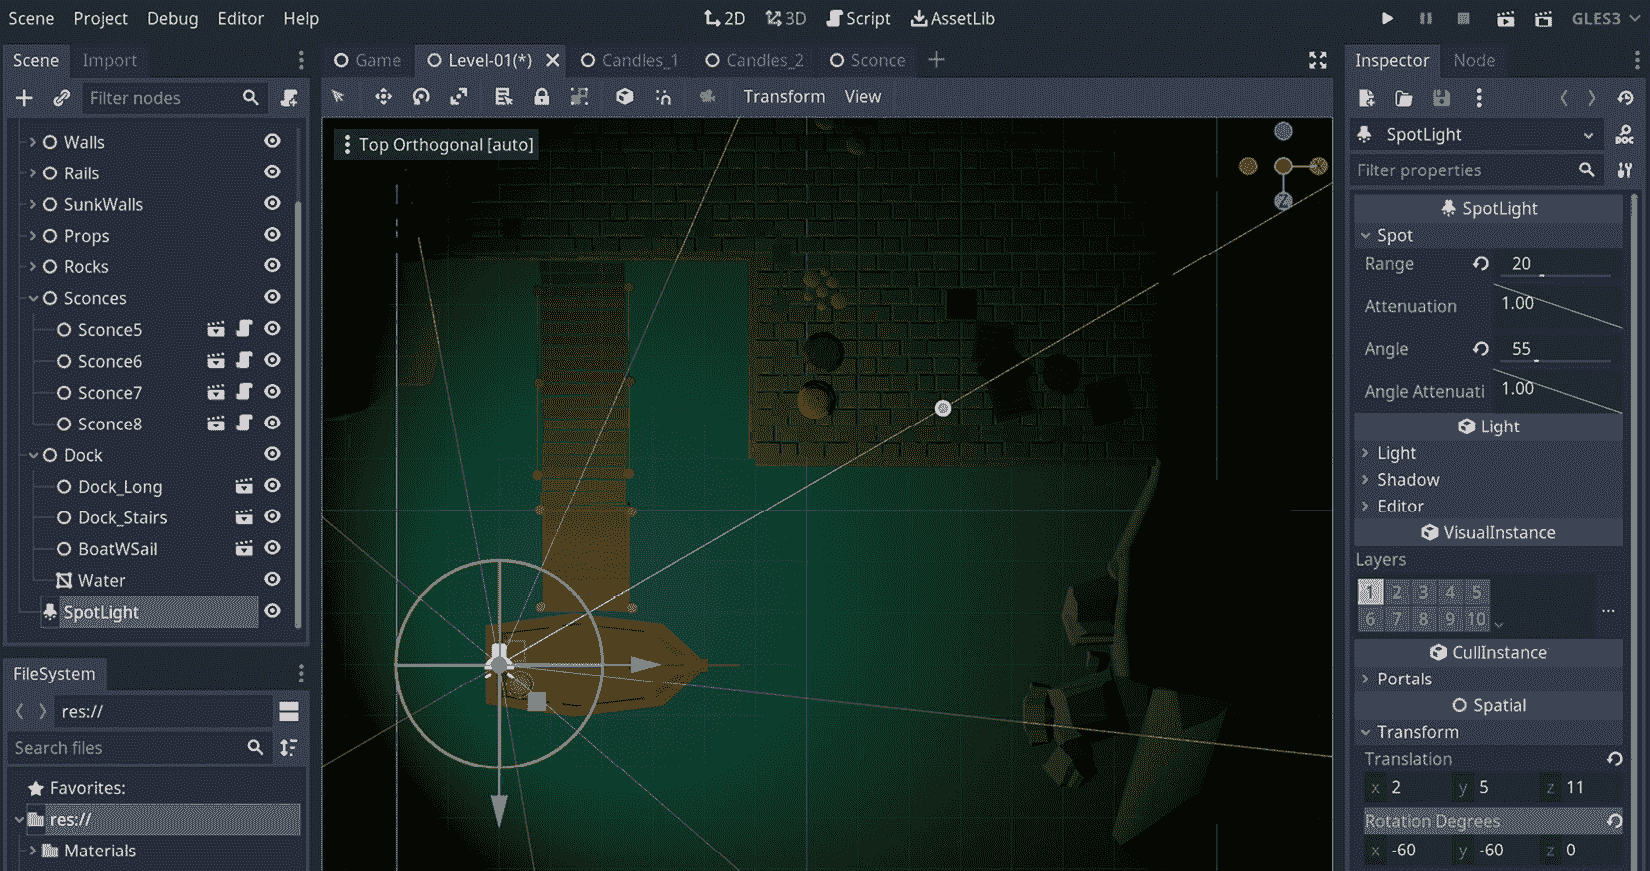 Scene Project Debug Editor Help 2D 3D Script AssetLib GLES3
Scene Import
Filter nodes
Walls
Rails
SunkWalls
Props
Rocks
Sconces
Sconce5
Sconce6
Sconce7
Sconce8
Dock
Dock_Long
Dock_Stairs
BoatWSail
Water
SpotLight
FileSystem
res://
Search files
Favorites:
res://
Materials
Game Level-01(*) Candles_1 Candles_2 Sconce
Transform View
Top Orthogonal [auto]
X
Z
Inspector Node
SpotLight
DOC
Filter properties
SpotLight
Spot
Range 20
Attenuation 1.00
Angle 55
Angle Attenuati 1.00
Light
Light
Shadow
Editor
VisualInstance
Layers
1 2 3 4 5
6 7 8 9 10
...
CullInstance
Portals
Spatial
Transform
Translation
x 2 y 5 z 11
Rotation Degrees
x -60 y -60 z 0